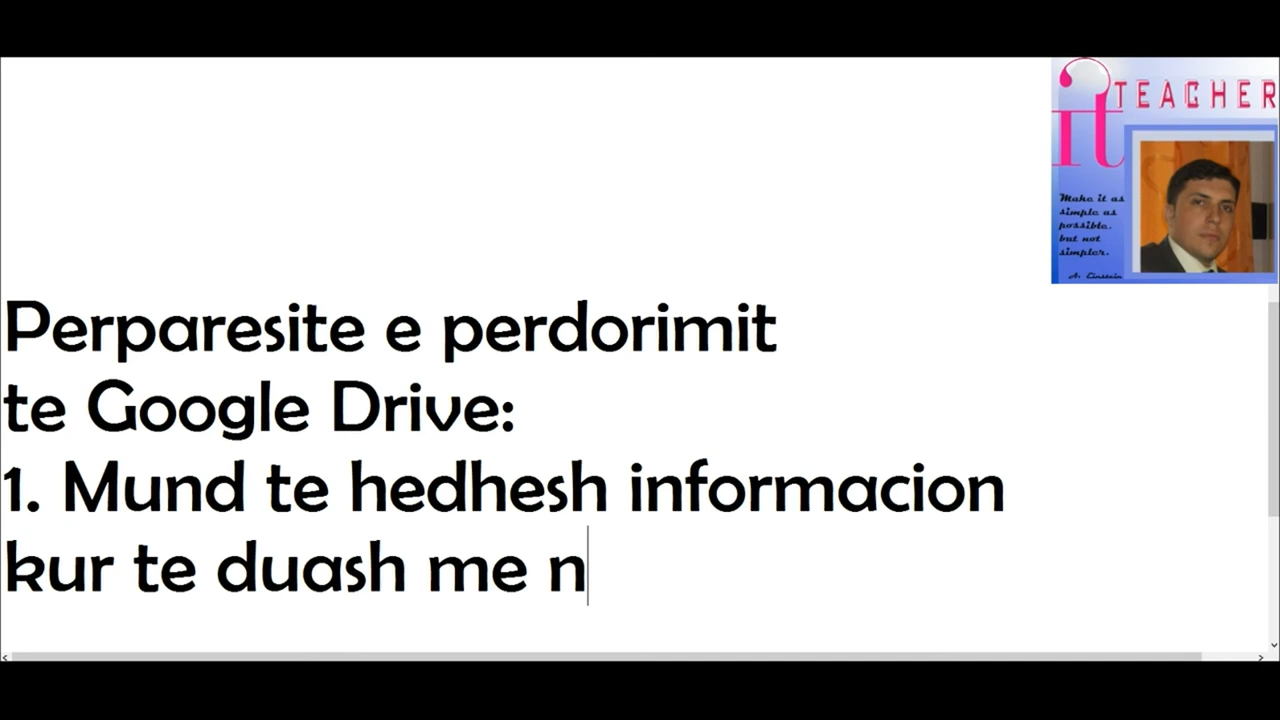 it TEACHER
Make it as
simple as
possible,
but not
simpler.
A. Einstein
Perparesite e perdorimit
te Google Drive:
1. Mund te hedhesh informacion
kur te duash me n